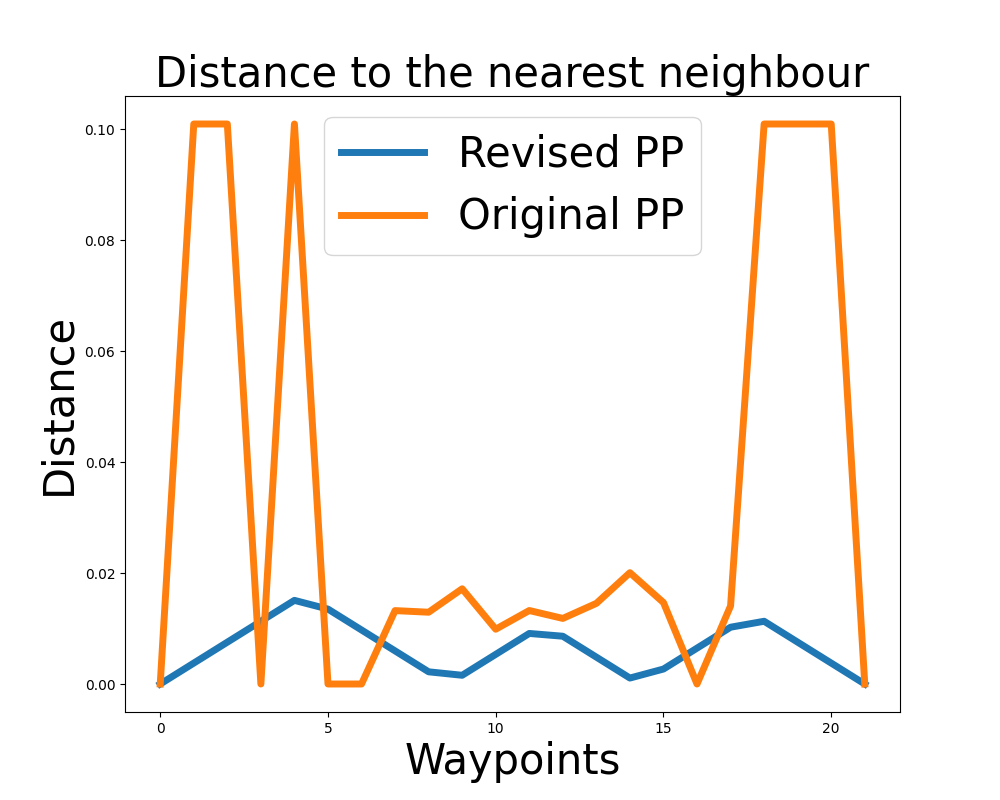 Distance to the nearest neighbour
Revised PP
Original PP
0.10
0.08
0.06
0.04
0.02
0.00
Distance
0 5 10 15 20
Waypoints